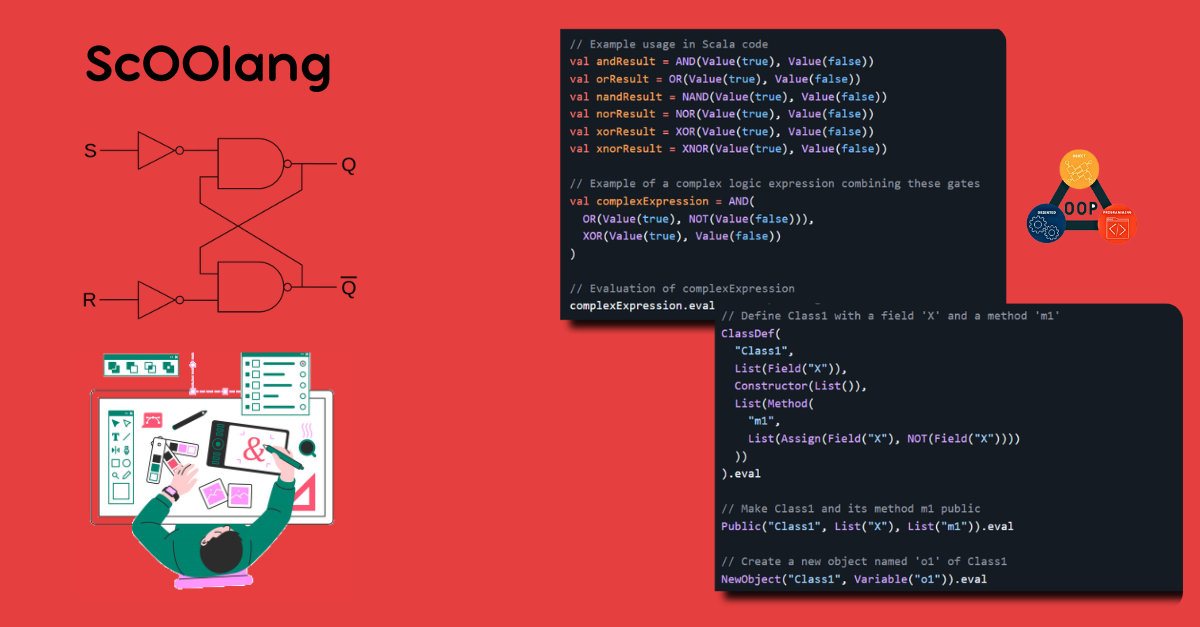 ScOOlang
S
Q
R
Q
T
&
// Example usage in Scala code
val andResult = AND(Value(true), Value(false))
val orResult = OR(Value(true), Value(false))
val nandResult = NAND(Value(true), Value(false))
val norResult = NOR(Value(true), Value(false))
val xorResult = XOR(Value(true), Value(false))
val xnorResult = XNOR(Value(true), Value(false))
// Example of a complex logic expression combining these gates
val complexExpression = AND(
OR(Value(true), NOT(Value(false))),
XOR(Value(true), Value(false))
)
// Evaluation of complexExpression
complexExpression.eval
OBJECT
OOP
ORIENTED
PROGRAMMING
</>
// Define Class1 with a field 'X' and a method 'm1'
ClassDef(
"Class1",
List(Field("X")),
Constructor(List()),
List(Method(
"m1",
List(Assign(Field("X"), NOT(Field("X"))))
))
).eval
// Make Class1 and its method m1 public
Public("Class1", List("X"), List("m1")).eval
// Create a new object named 'o1' of Class1
NewObject("Class1", Variable("o1")).eval